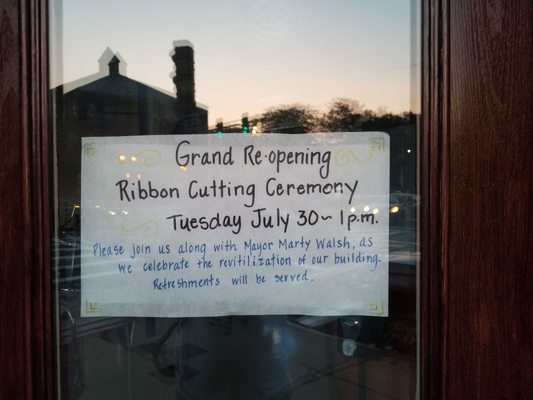 Grand Re-opening
Ribbon Cutting Ceremony
Tuesday July 30~ 1p.m.
Please join us along with Mayor Marty Walsh, as
we celebrate the revitilization of our building.
Refreshments will be served.